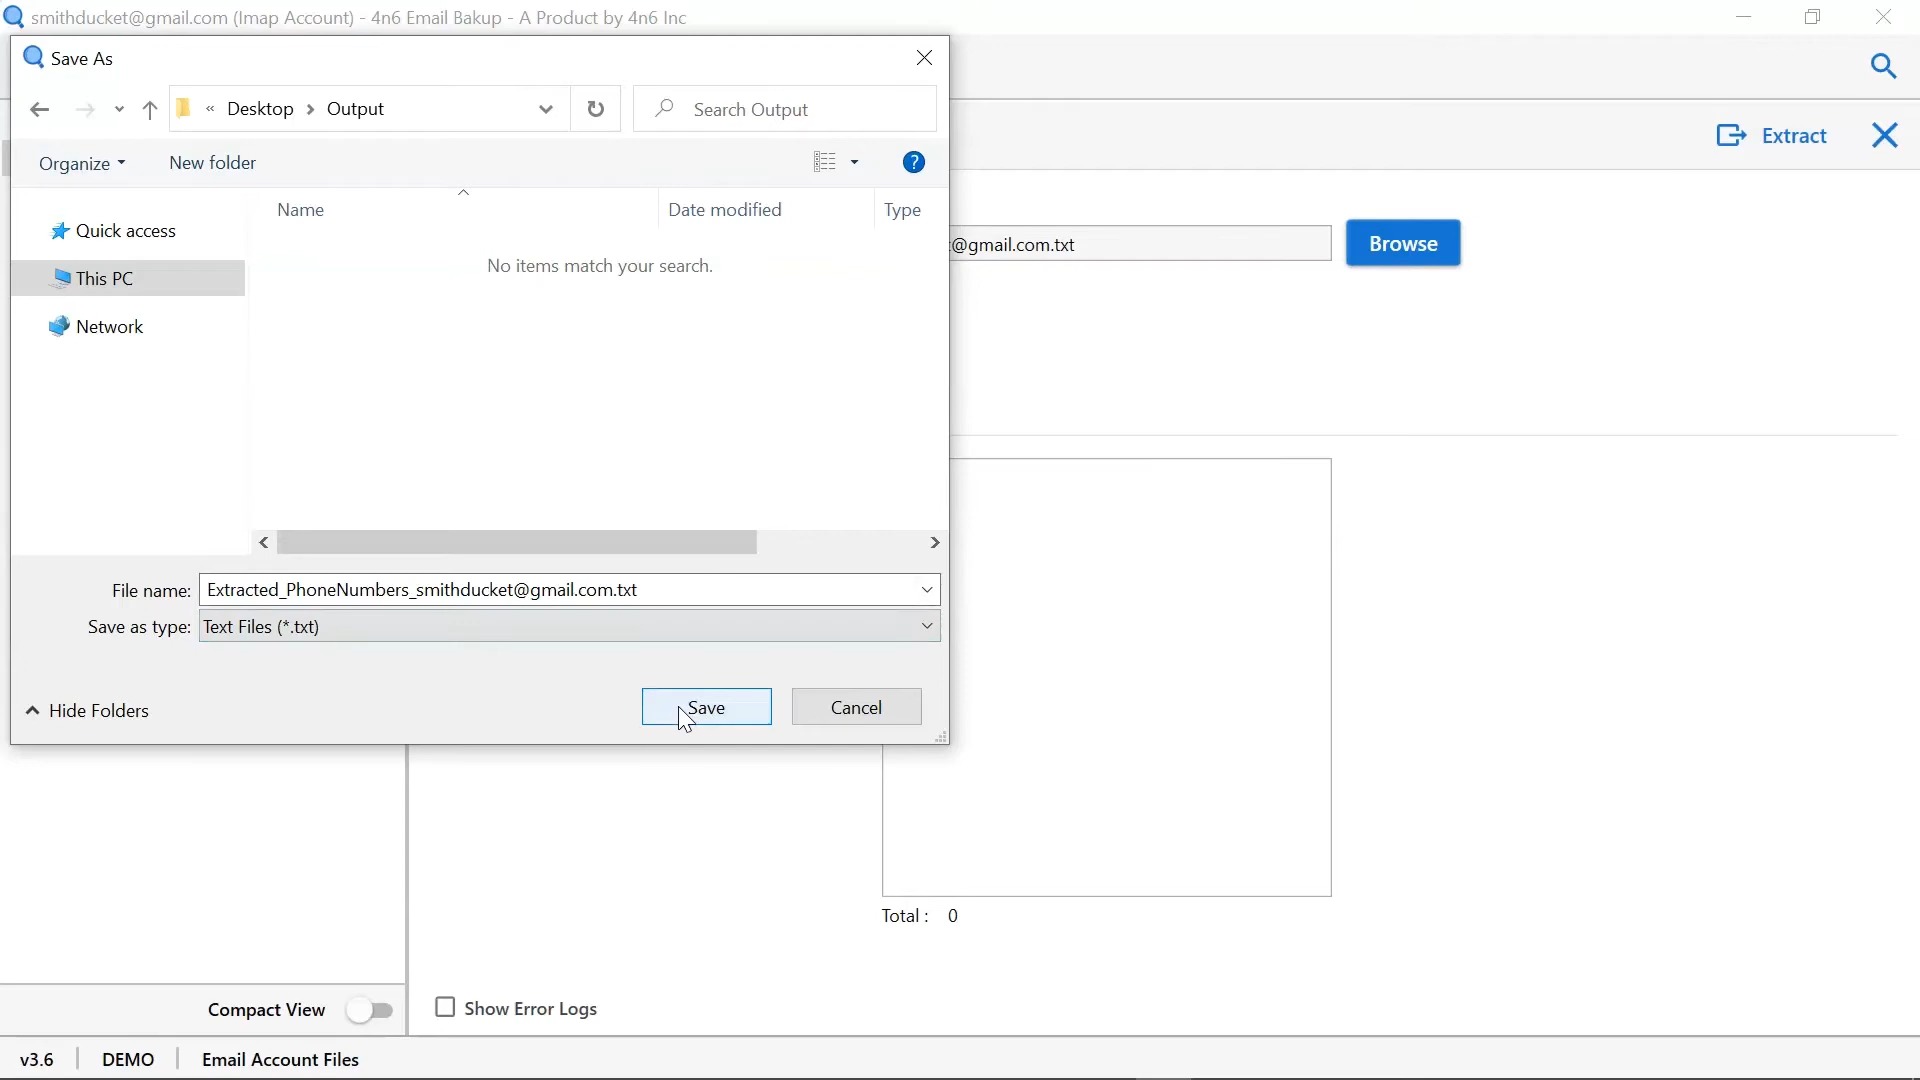 smithducket@gmail.com (Imap Account) - 4n6 Email Bakup - A Product by 4n6 Inc
Save As
« Desktop > Output
Search Output
Organize
New folder
Extract
Name
Date modified
Type
Quick access
This PC
Network
No items match your search.
@gmail.com.txt
Browse
File name: Extracted_PhoneNumbers_smithducket@gmail.com.txt
Save as type: Text Files (*.txt)
Hide Folders
Save
Cancel
Total : 0
Compact View
Show Error Logs
v3.6
DEMO
Email Account Files